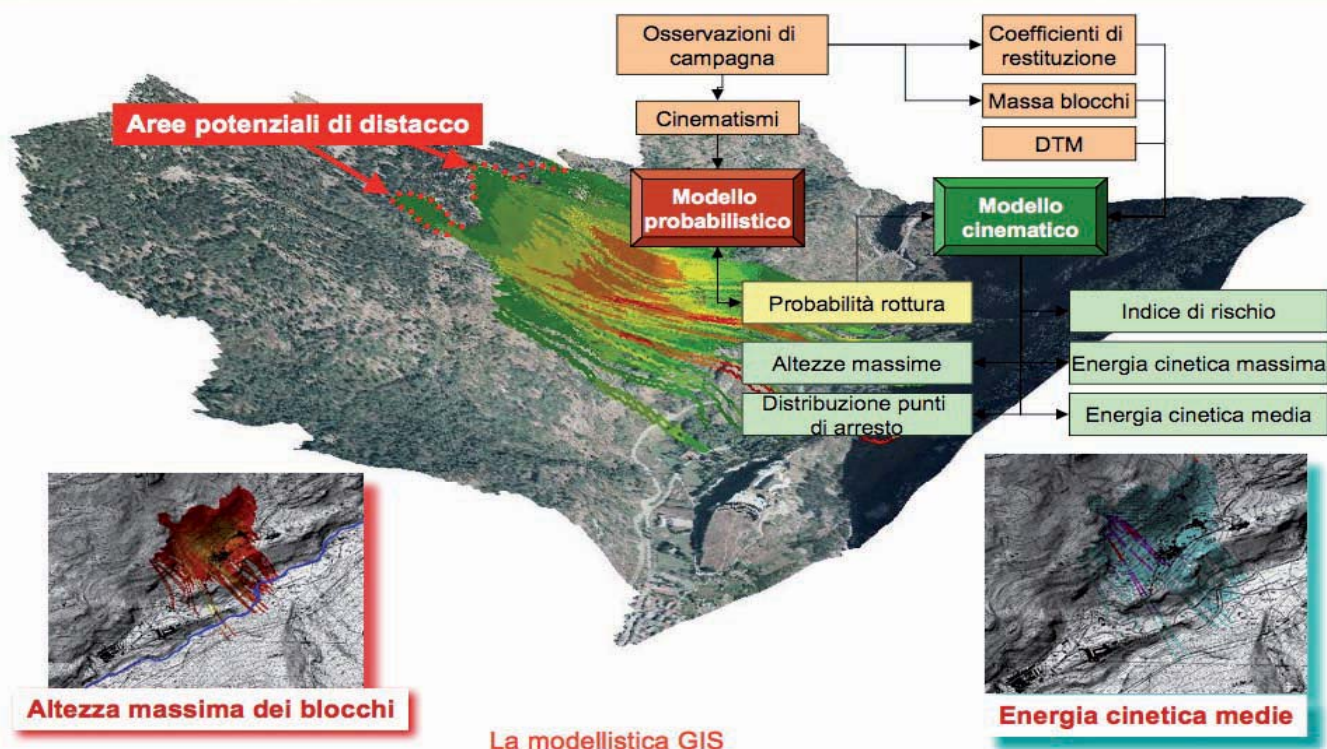 Osservazioni di
campagna
Coefficienti di
restituzione
Aree potenziali di distacco
Cinematismi
Massa blocchi
DTM
Modello
probabilistico
Modello
cinematico
Probabilità rottura
Indice di rischio
Altezze massime
Energia cinetica massima
Distribuzione punti
di arresto
Energia cinetica media
Altezza massima dei blocchi
Energia cinetica medie
La modellistica GIS